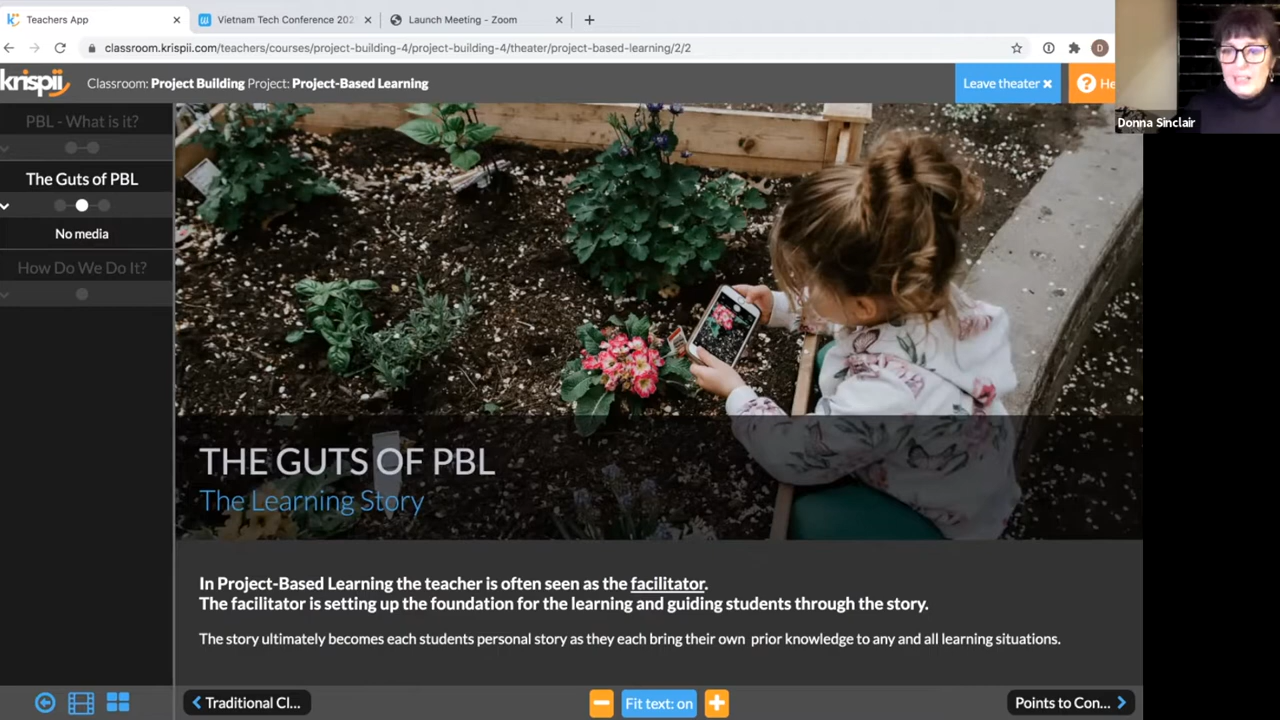 Teachers App
Vietnam Tech Conference 202
Launch Meeting - Zoom
classroom.krispii.com/teachers/courses/project-building-4/project-building-4/theater/project-based-learning/2/2
D
krispii
Classroom: Project Building Project: Project-Based Learning
Leave theater ×
? He
Donna Sinclair
PBL - What is it?
The Guts of PBL
No media
How Do We Do It?
THE GUTS OF PBL
The Learning Story
In Project-Based Learning the teacher is often seen as the facilitator.
The facilitator is setting up the foundation for the learning and guiding students through the story.
The story ultimately becomes each students personal story as they each bring their own prior knowledge to any and all learning situations.
Traditional Cl...
Fit text: on
Points to Con...